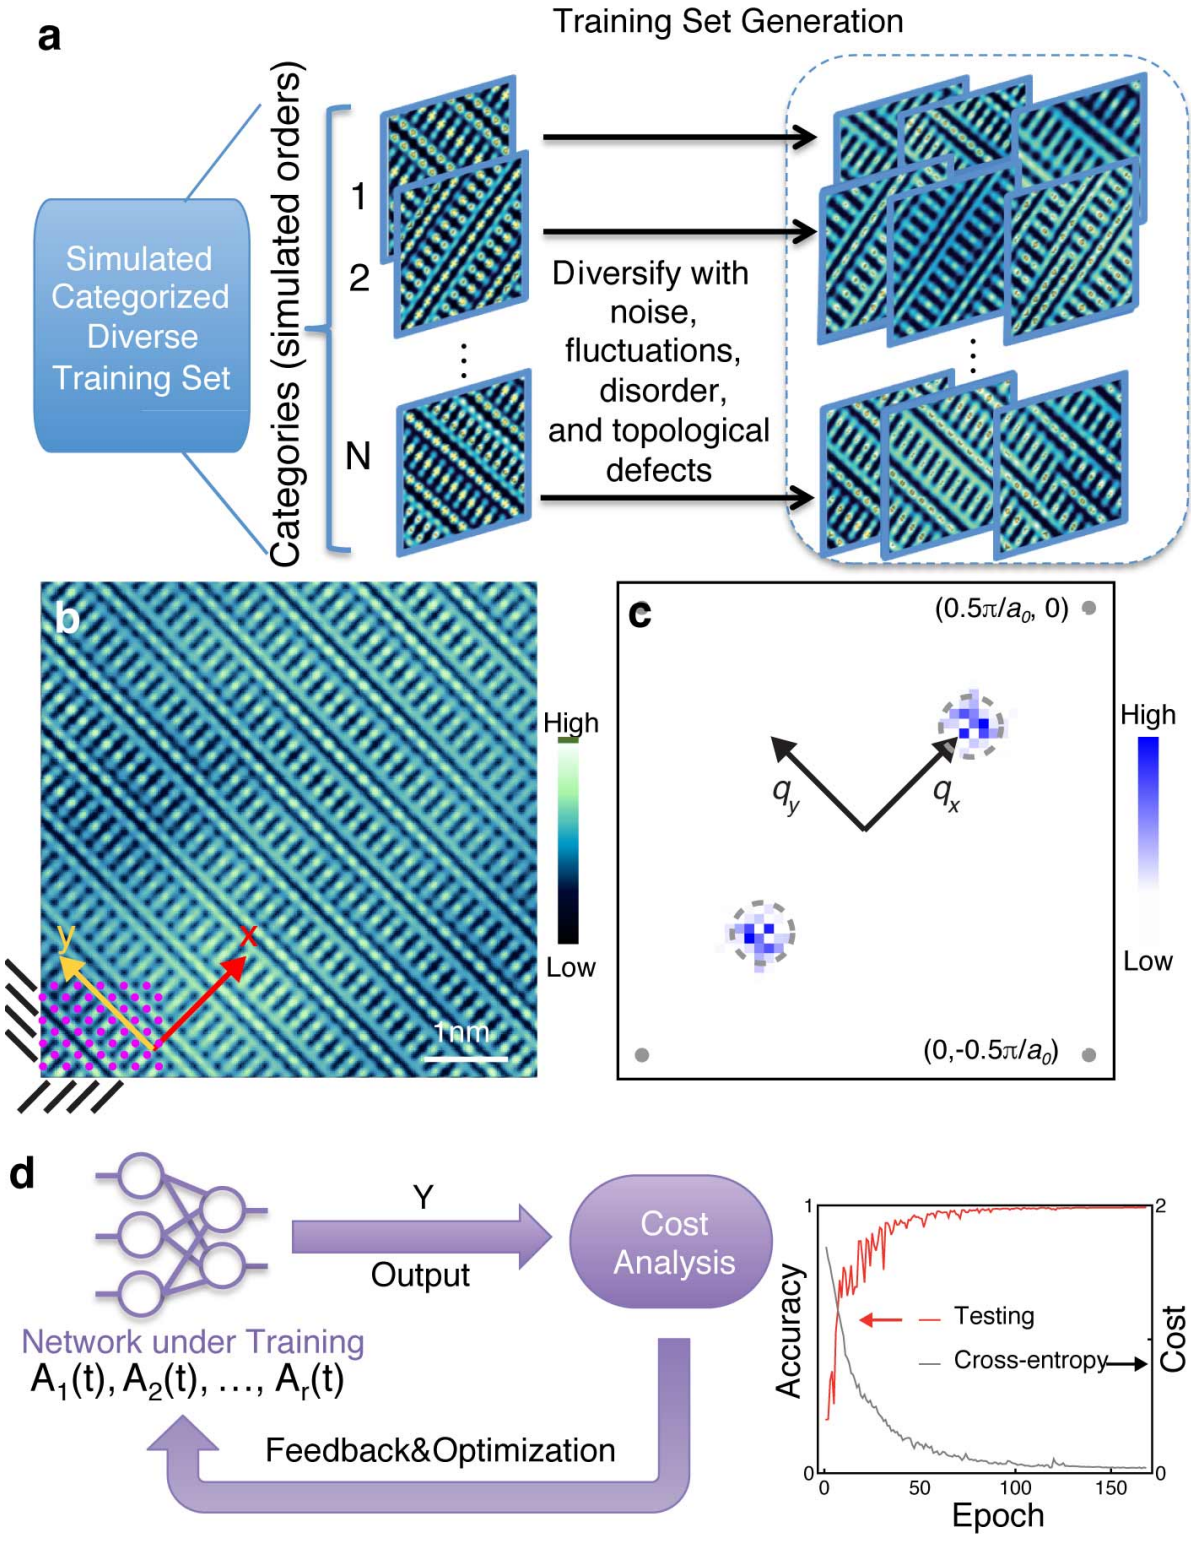 a
Training Set Generation
Simulated
Categorized
Diverse
Training Set
Categories (simulated orders)
1
2
⋮
N
Diversify with
noise,
fluctuations,
disorder,
and topological
defects
⋮
b
y
x
1nm
High
Low
c
(0.5π/a₀, 0)
q_y
q_x
(0,-0.5π/a₀)
High
Low
d
Y
Output
Cost
Analysis
Network under Training
A₁(t), A₂(t), ..., Aᵣ(t)
Feedback&Optimization
1
0
Accuracy
2
0
Cost
Testing
Cross-entropy
0
50
100
150
Epoch